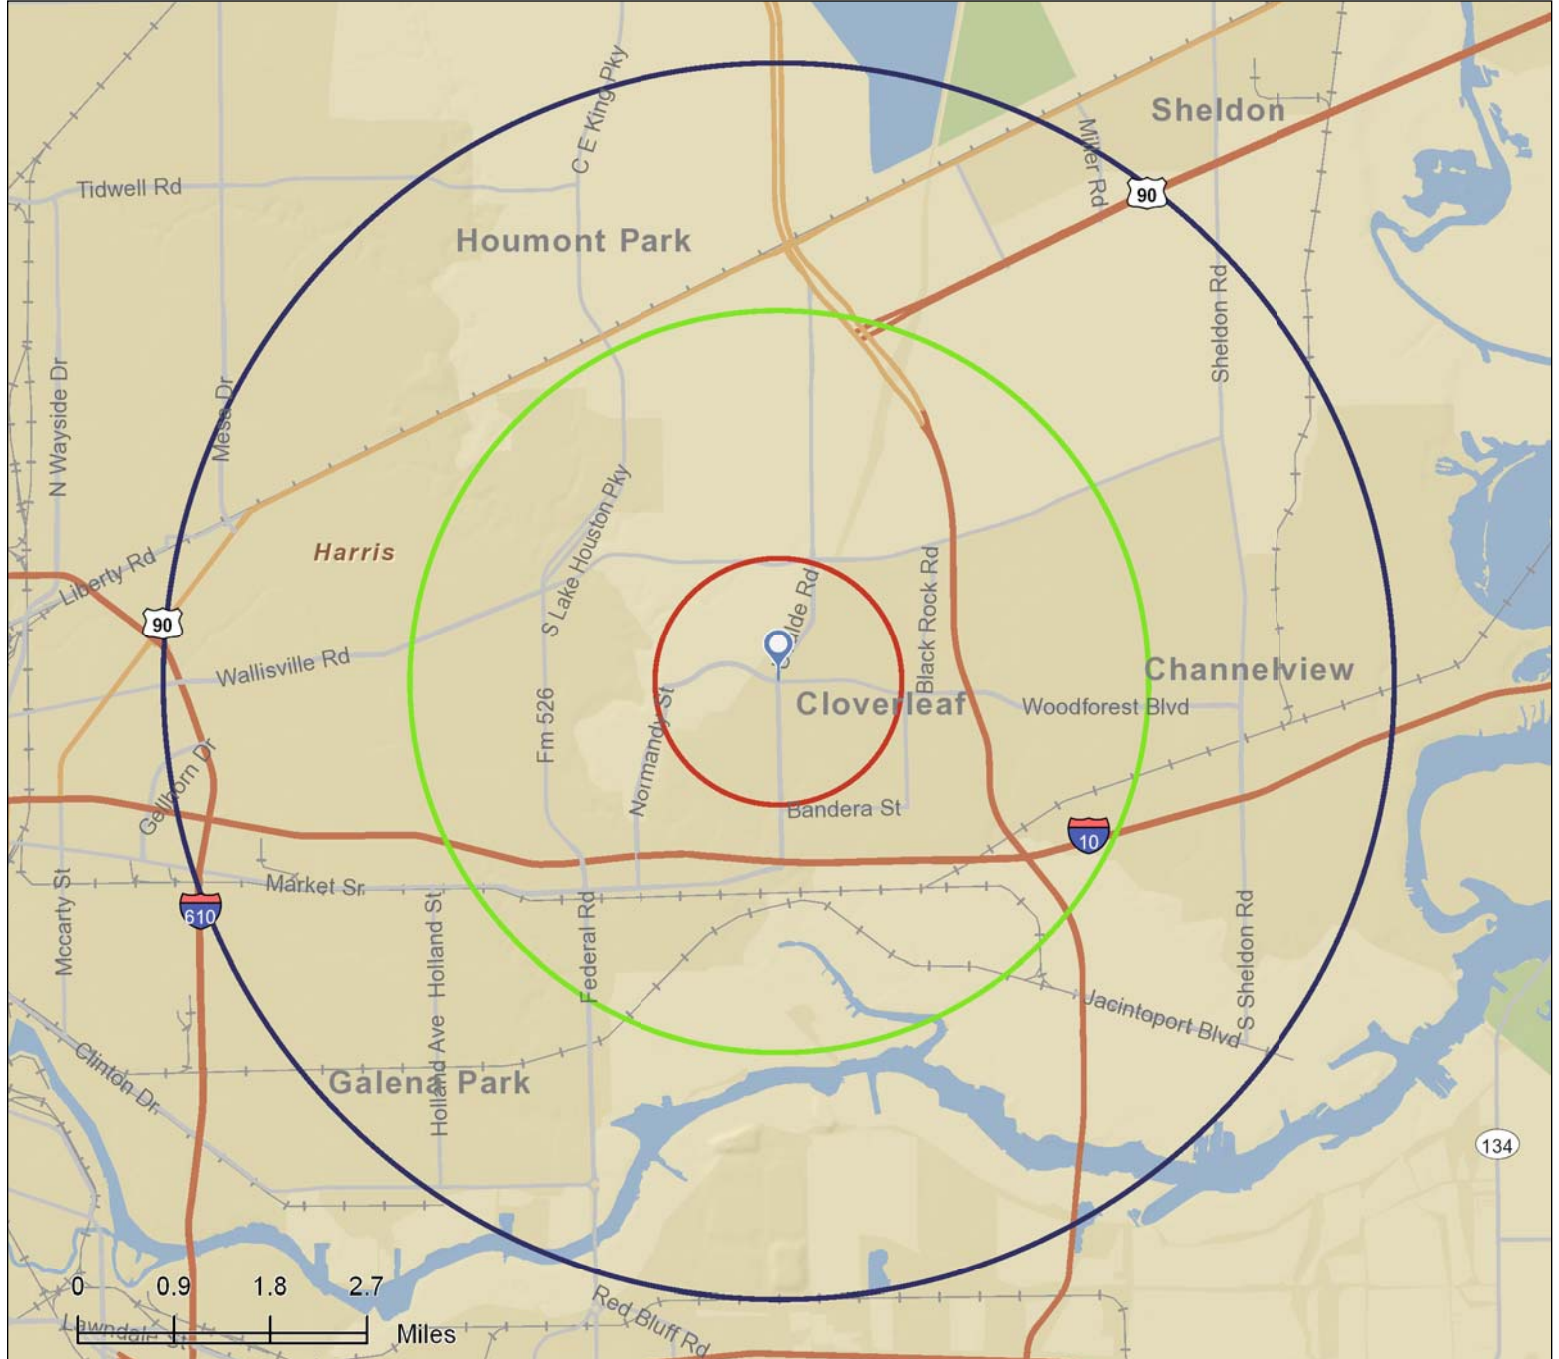 C E King Pky
Sheldon
Miller Rd
Tidwell Rd
90
Houmont Park
Sheldon Rd
N Wayside Dr
Mesa Dr
S Lake Houston Pky
Harris
Liberty Rd
Black Rock Rd
90
Wallisville Rd
Channelview
Cloverleaf
Woodforest Blvd
Fm 526
Normandy St
Gellhorn Dr
Bandera St
10
Market Sr.
610
Mccarty St
Holland St
Federal Rd
S Sheldon Rd
Jacintoport Blvd
Clinton Dr.
Galena Park
Holland Ave
134
0 0.9 1.8 2.7
Miles
Red Bluff Rd
Lawndale St